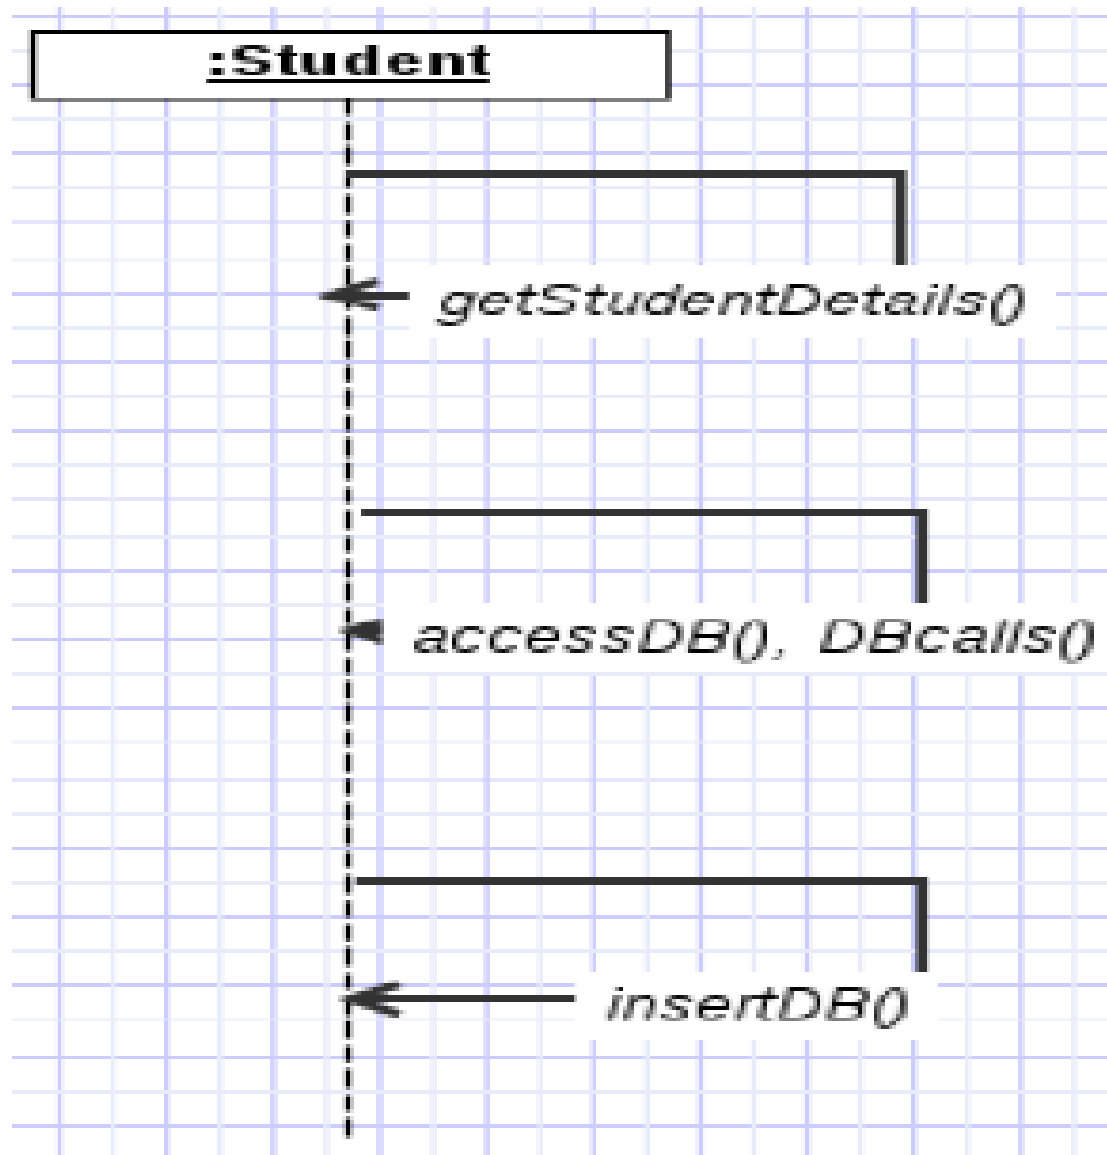 :Student
getStudentDetails()
accessDB(), DBcalls()
insertDB()